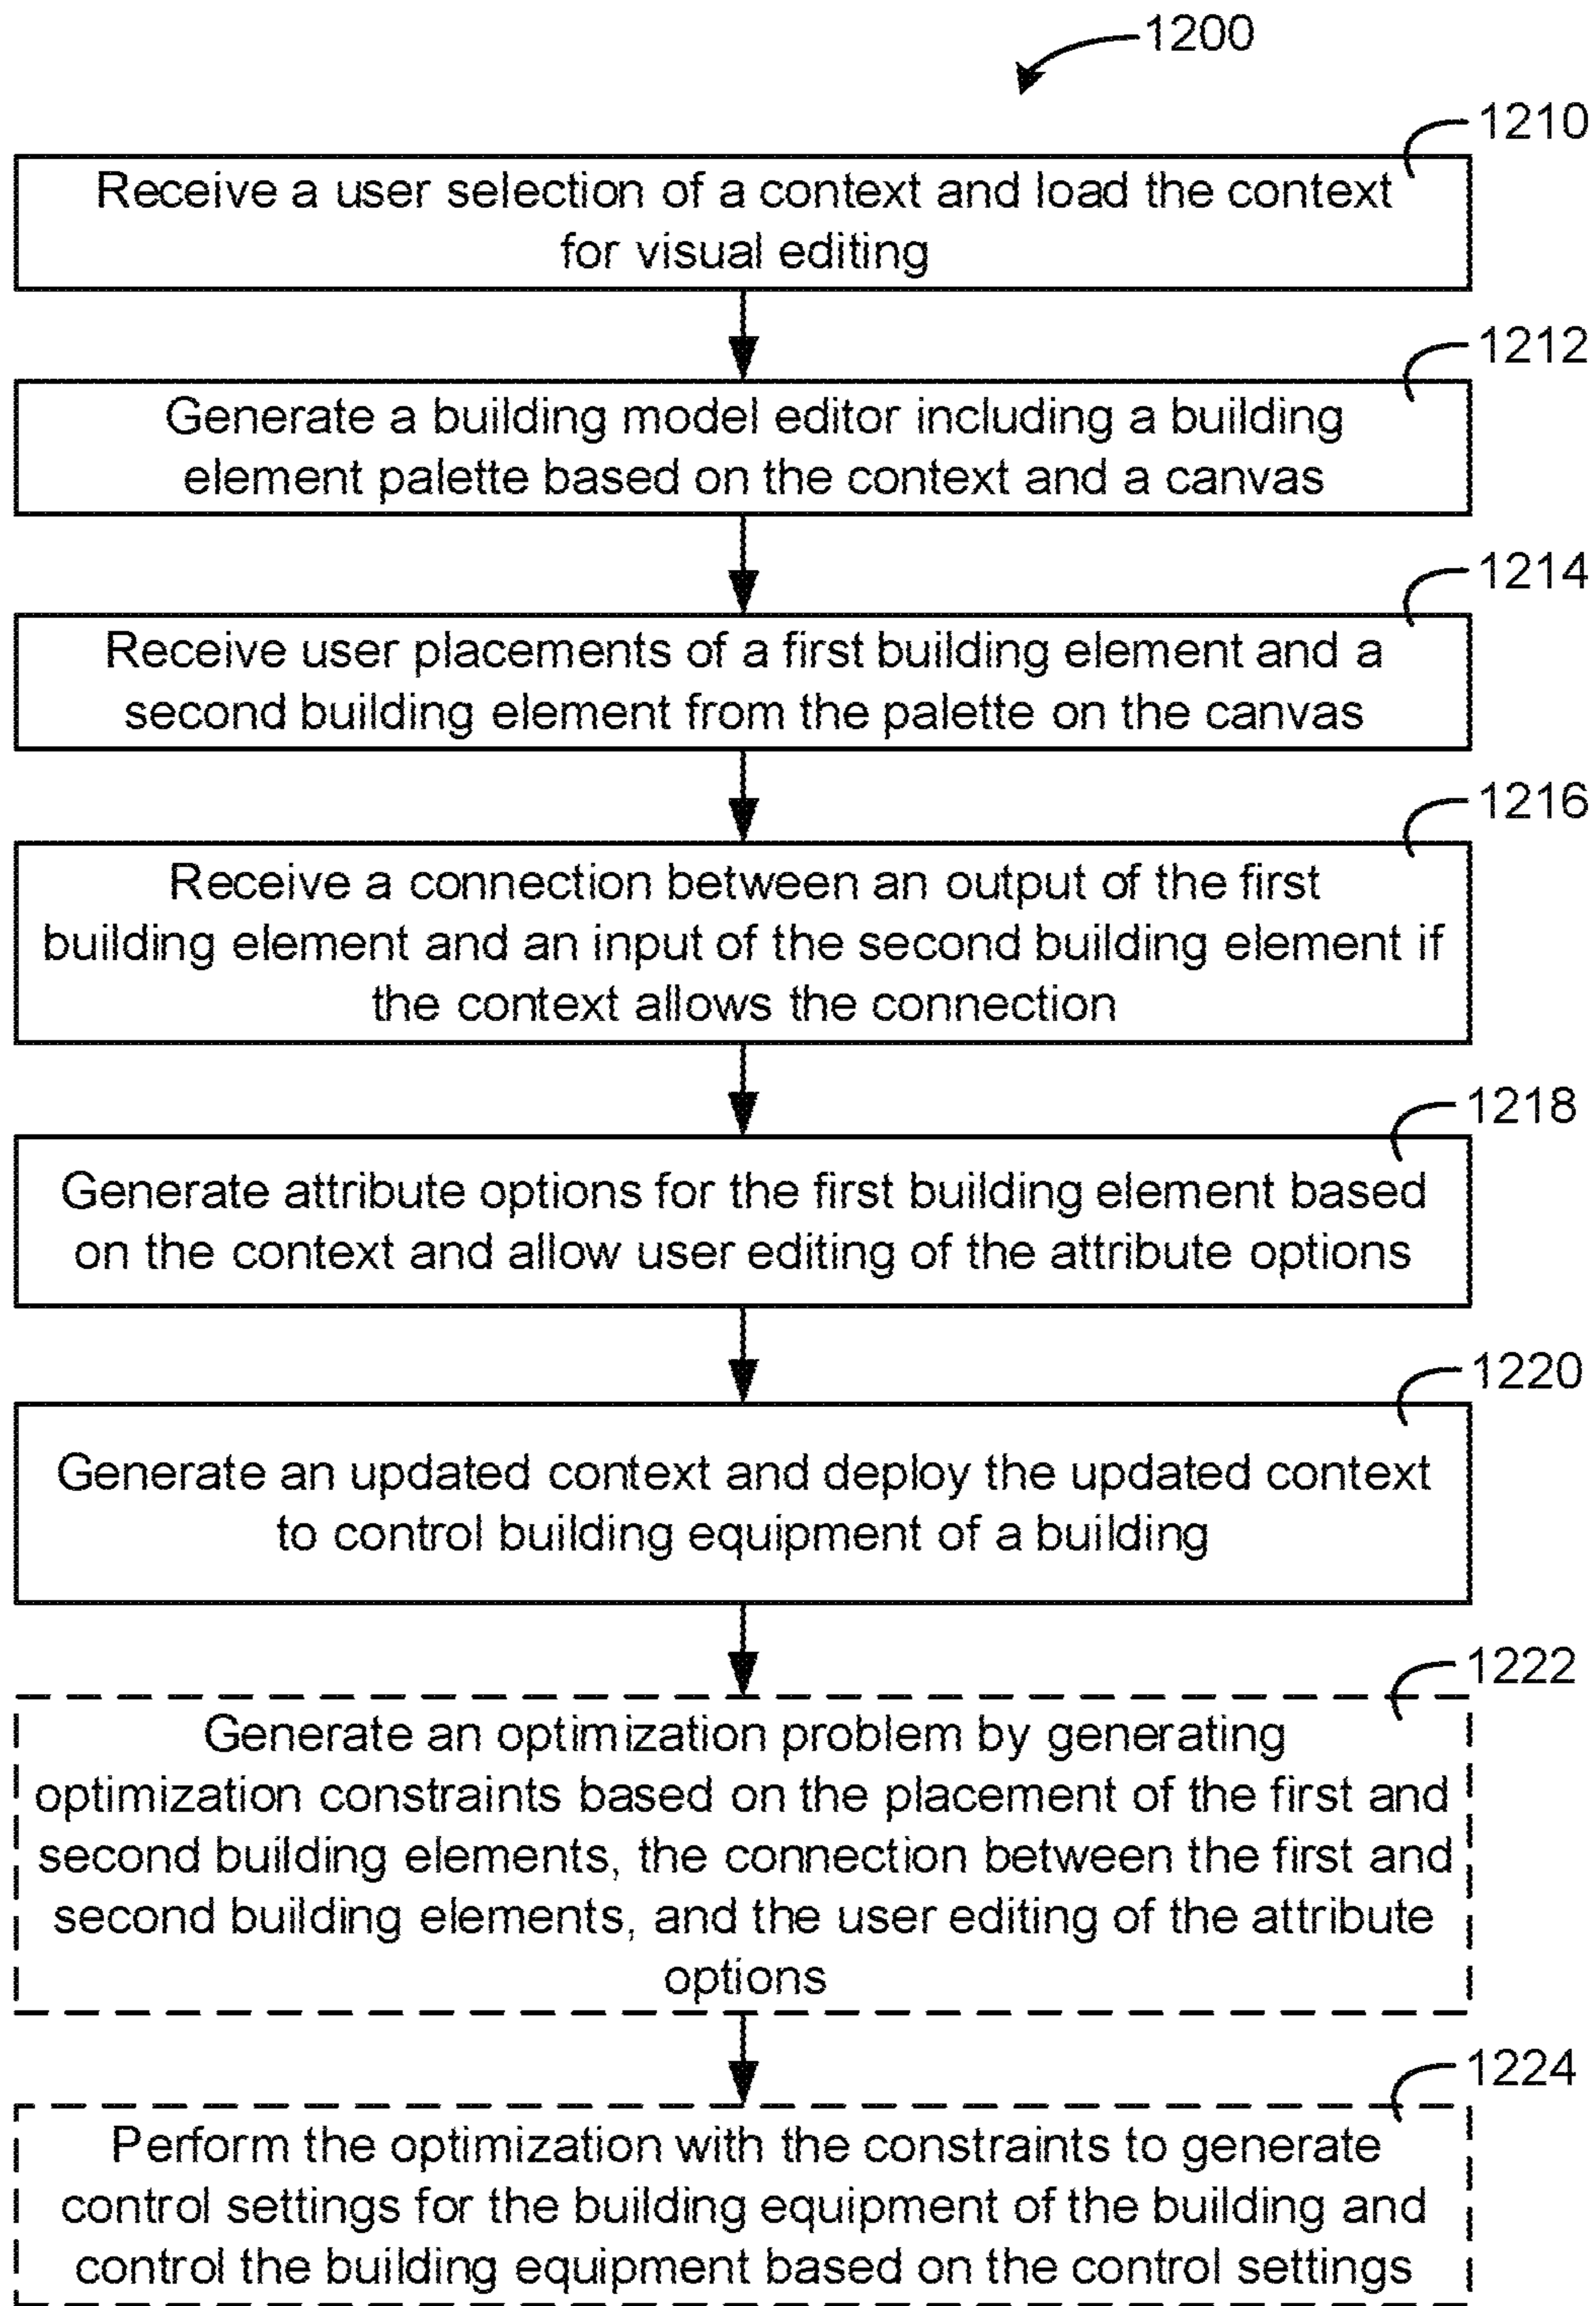 1200
1210
Receive a user selection of a context and load the context
for visual editing
1212
Generate a building model editor including a building
element palette based on the context and a canvas
1214
Receive user placements of a first building element and a
second building element from the palette on the canvas
1216
Receive a connection between an output of the first
building element and an input of the second building element if
the context allows the connection
1218
Generate attribute options for the first building element based
on the context and allow user editing of the attribute options
1220
Generate an updated context and deploy the updated context
to control building equipment of a building
1222
Generate an optimization problem by generating
optimization constraints based on the placement of the first and
second building elements, the connection between the first and
second building elements, and the user editing of the attribute
options
1224
Perform the optimization with the constraints to generate
control settings for the building equipment of the building and
control the building equipment based on the control settings